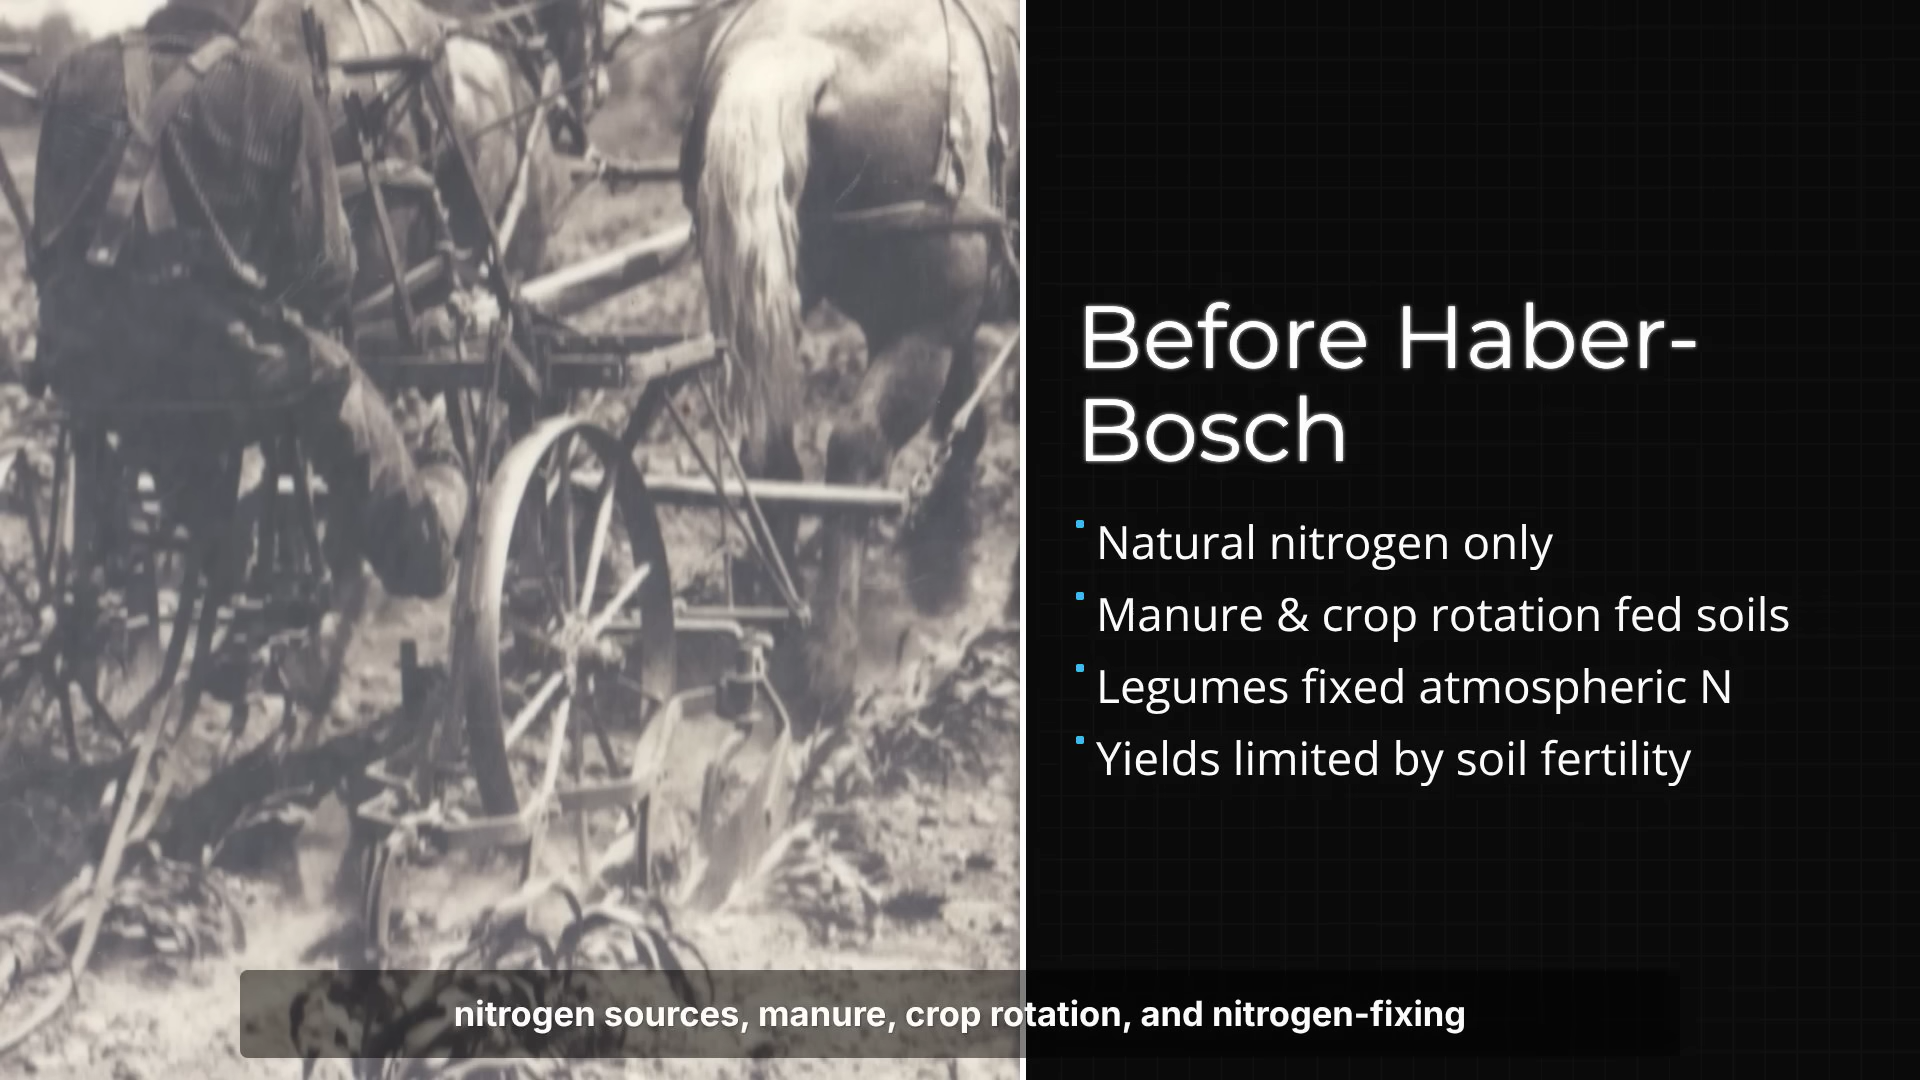 Before Haber-
Bosch
Natural nitrogen only
Manure & crop rotation fed soils
Legumes fixed atmospheric N
Yields limited by soil fertility
nitrogen sources, manure, crop rotation, and nitrogen-fixing